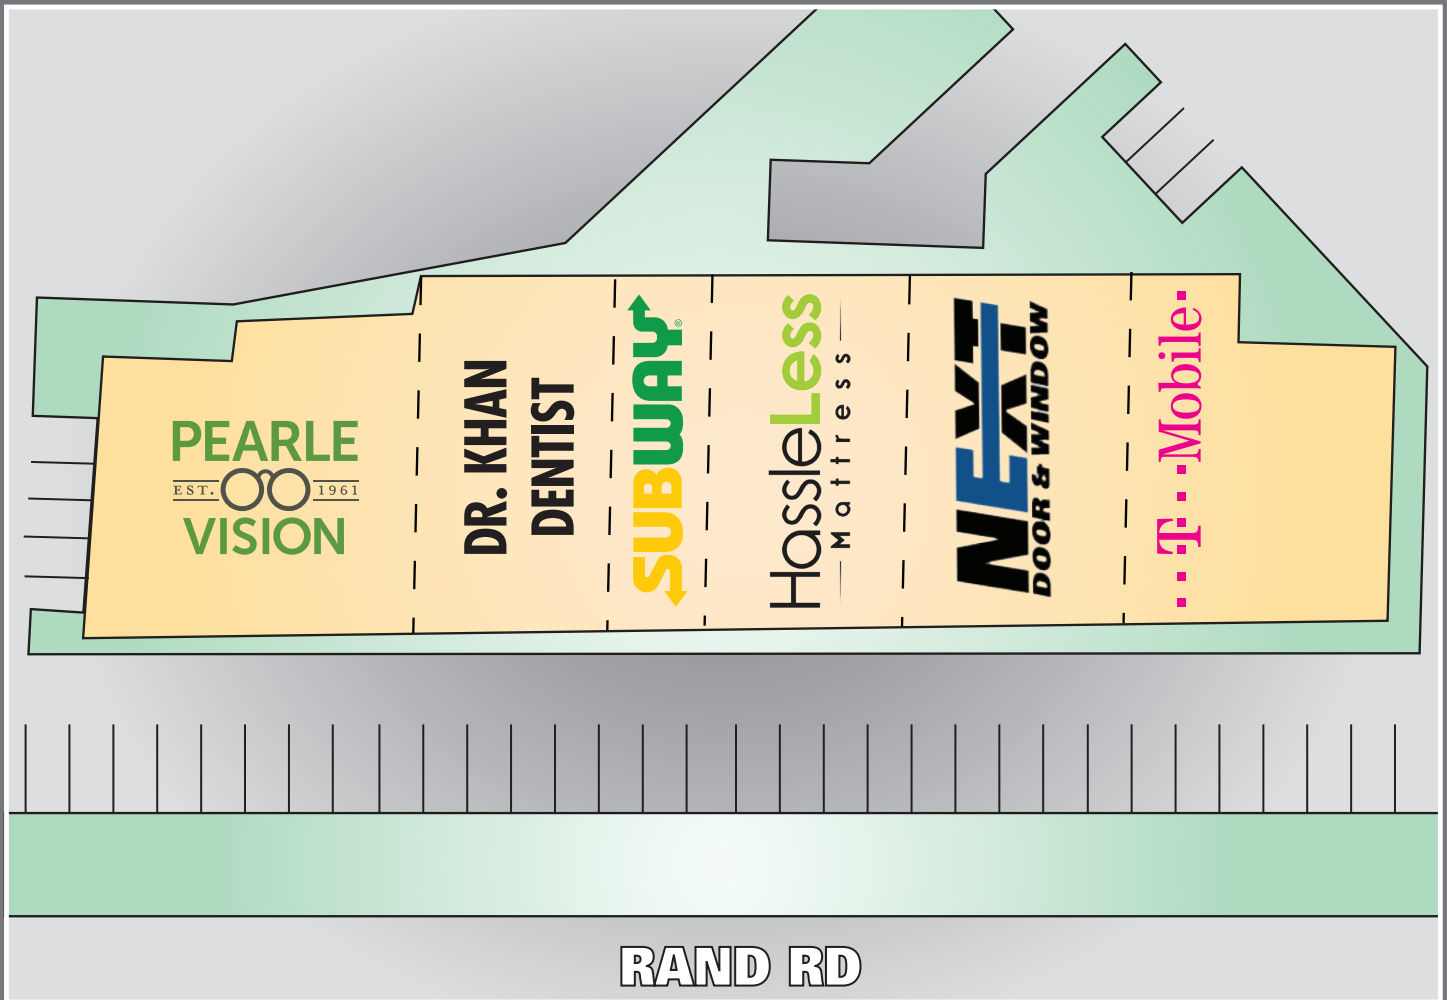 PEARLE
EST. 1961
VISION
DR. KHAN
DENTIST
SUBWAY®
HassleLess
Mattress
NEXT
DOOR & WINDOW
T Mobile
RAND RD